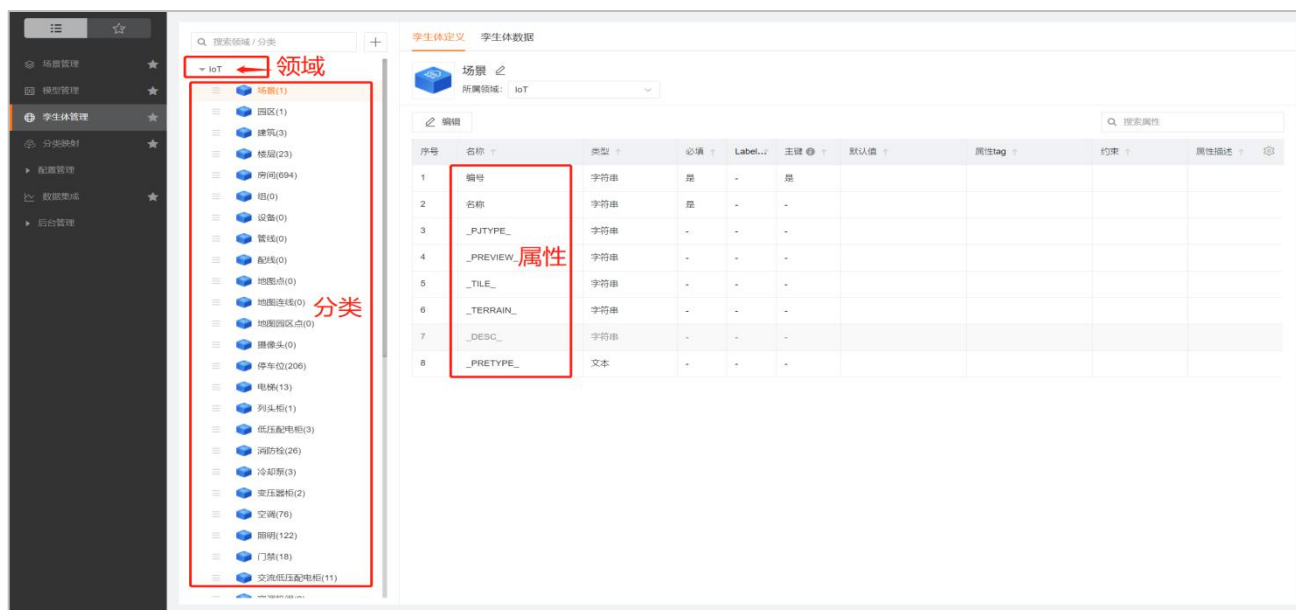 场景管理
模型管理
孪生体管理
分类映射
配置管理
数据集成
后台管理
搜索领域 / 分类
IoT
领域
场景(1)
园区(1)
建筑(3)
楼层(23)
房间(694)
组(0)
设备(0)
管线(0)
配线(0)
地图点(0)
地图连线(0)
分类
地图园区点(0)
摄像头(0)
停车位(206)
电梯(13)
列头柜(1)
低压配电柜(3)
消防栓(26)
冷却泵(3)
变压器柜(2)
空调(76)
照明(122)
门禁(18)
交流低压配电柜(11)
孪生体定义 孪生体数据
场景
所属领域: IoT
编辑
搜索属性
序号 名称 类型 必填 Label... 主键 默认值 属性tag 约束 属性描述
1 编号 字符串 是 - 是
2 名称 字符串 是 - -
3 _PJTYPE_ 字符串 - - -
4 _PREVIEW_ 字符串 - - -
属性
5 _TILE_ 字符串 - - -
6 _TERRAIN_ 字符串 - - -
7 _DESC_ 字符串 - - -
8 _PRETYPE_ 文本 - - -